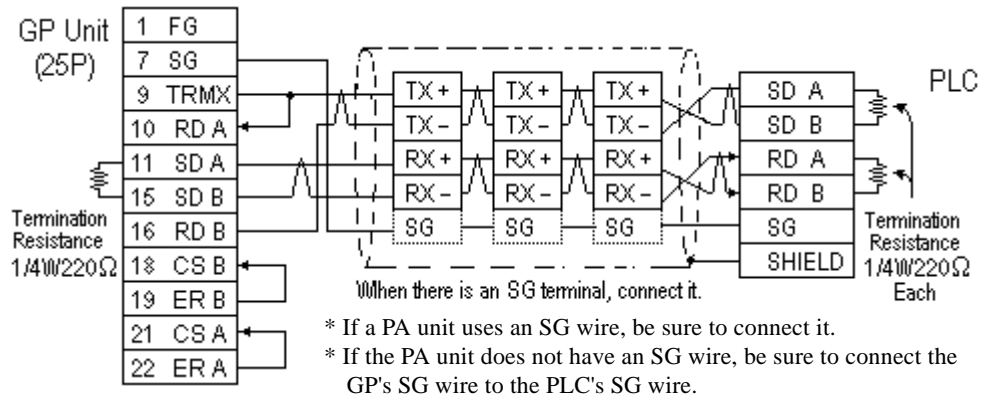 GP Unit
(25P)
1 FG
7 SG
9 TRMX
10 RD A
11 SD A
15 SD B
16 RD B
18 CS B
19 ER B
21 CS A
22 ER A
Termination
Resistance
1/4W220Ω
TX+ TX+ TX+
TX- TX- TX-
RX+ RX+ RX+
RX- RX- RX-
SG SG SG
When there is an SG terminal, connect it.
PLC
SD A
SD B
RD A
RD B
SG
SHIELD
Termination
Resistance
1/4W220Ω
Each
* If a PA unit uses an SG wire, be sure to connect it.
* If the PA unit does not have an SG wire, be sure to connect the
GP's SG wire to the PLC's SG wire.